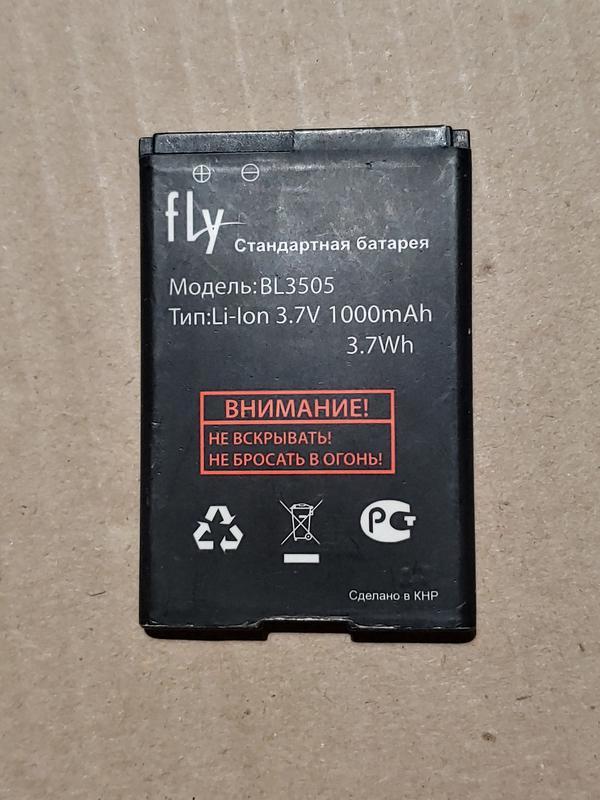 fly Стандартная батарея
Модель:BL3505
Тип:Li-Ion 3.7V 1000mAh
3.7Wh
ВНИМАНИЕ!
НЕ ВСКРЫВАТЬ!
НЕ БРОСАТЬ В ОГОНЬ!
РСТ
Сделано в КНР